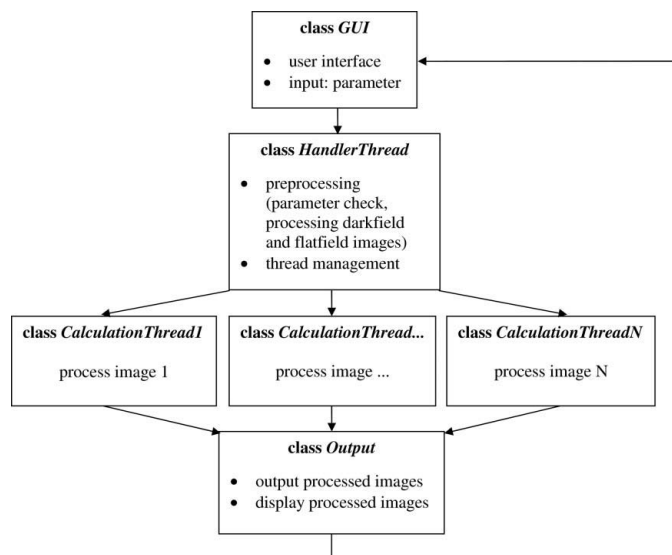 class GUI
• user interface
• input: parameter
class HandlerThread
• preprocessing
(parameter check,
processing darkfield
and flatfield images)
• thread management
class CalculationThread1
process image 1
class CalculationThread...
process image ...
class CalculationThreadN
process image N
class Output
• output processed images
• display processed images